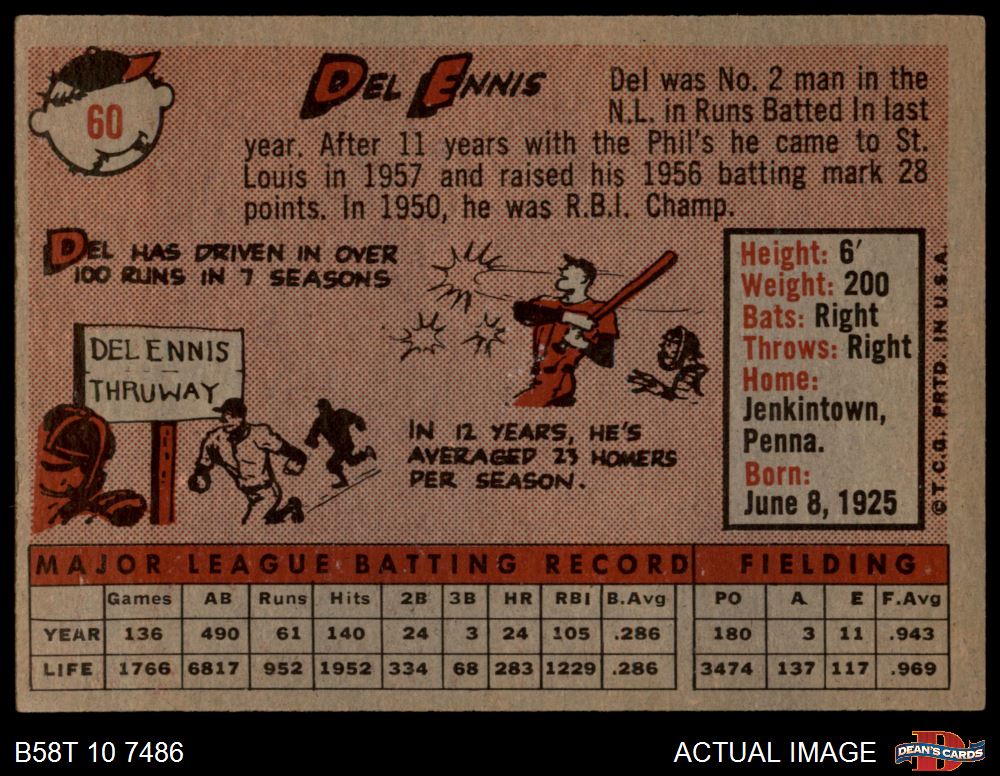 60
DEL ENNIS
Del was No. 2 man in the
N.L. in Runs Batted In last
year. After 11 years with the Phil's he came to St.
Louis in 1957 and raised his 1956 batting mark 28
points. In 1950, he was R.B.I. Champ.
DEL HAS DRIVEN IN OVER
100 RUNS IN 7 SEASONS
DEL ENNIS
THRUWAY
IN 12 YEARS, HE'S
AVERAGED 23 HOMERS
PER SEASON.
Height: 6'
Weight: 200
Bats: Right
Throws: Right
Home:
Jenkintown,
Penna.
Born:
June 8, 1925
©T.C.G. PRTD. IN U.S.A.
MAJOR LEAGUE BATTING RECORD FIELDING
Games AB Runs Hits 2B 3B HR RBI B.Avg PO A E F.Avg
YEAR 136 490 61 140 24 3 24 105 .286 180 3 11 .943
LIFE 1766 6817 952 1952 334 68 283 1229 .286 3474 137 117 .969
B58T 10 7486
ACTUAL IMAGE
D
DEAN'S CARDS